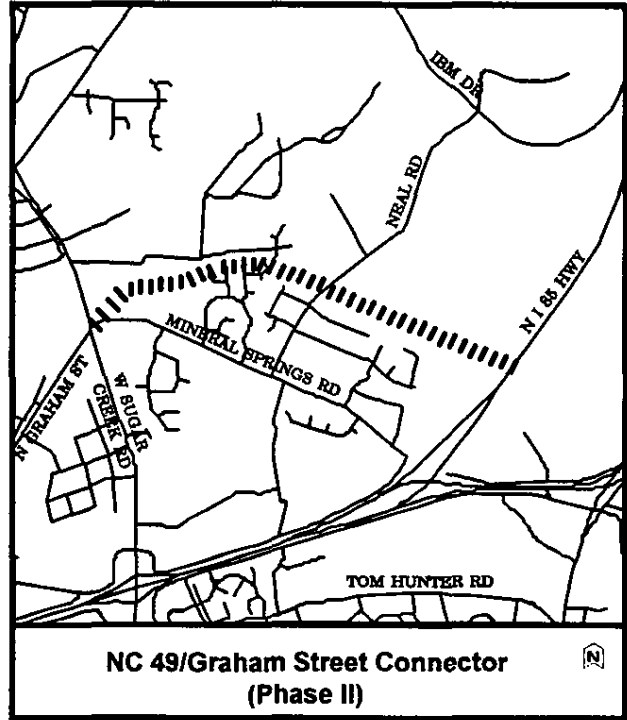 IBM DR
NEAL RD
N I 85 HWY
MINERAL SPRINGS RD
N GRAHAM ST
W SUGAR
CREEK RD
TOM HUNTER RD
NC 49/Graham Street Connector
(Phase II)
N